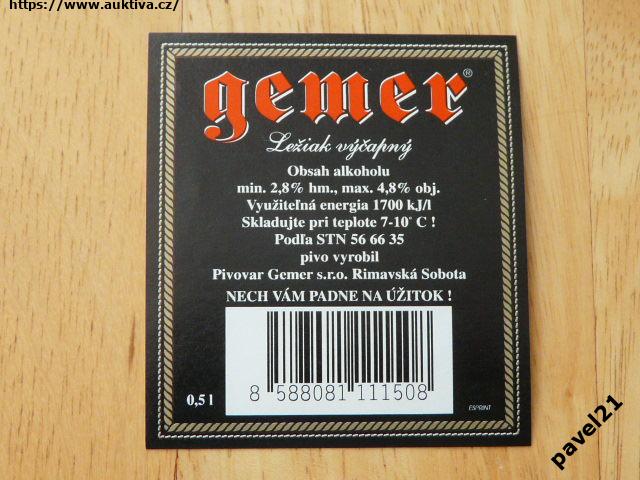 https://www.auktiva.cz/
gemer®
Ležiak výčapný
Obsah alkoholu
min. 2,8% hm., max. 4,8% obj.
Využiteľná energia 1700 kJ/l
Skladujte pri teplote 7-10° C !
Podľa STN 56 66 35
pivo vyrobil
Pivovar Gemer s.r.o. Rimavská Sobota
NECH VÁM PADNE NA ÚŽITOK !
8 588081 111508
0,5 l
ESPRINT
pavel21